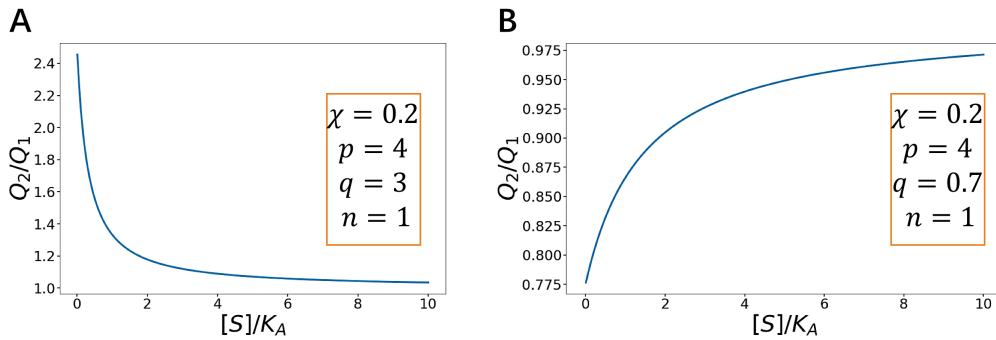 A
Q₂/Q₁
2.4
2.2
2.0
1.8
1.6
1.4
1.2
1.0
χ = 0.2
p = 4
q = 3
n = 1
0 2 4 6 8 10
[S]/K_A
B
Q₂/Q₁
0.975
0.950
0.925
0.900
0.875
0.850
0.825
0.800
0.775
χ = 0.2
p = 4
q = 0.7
n = 1
0 2 4 6 8 10
[S]/K_A